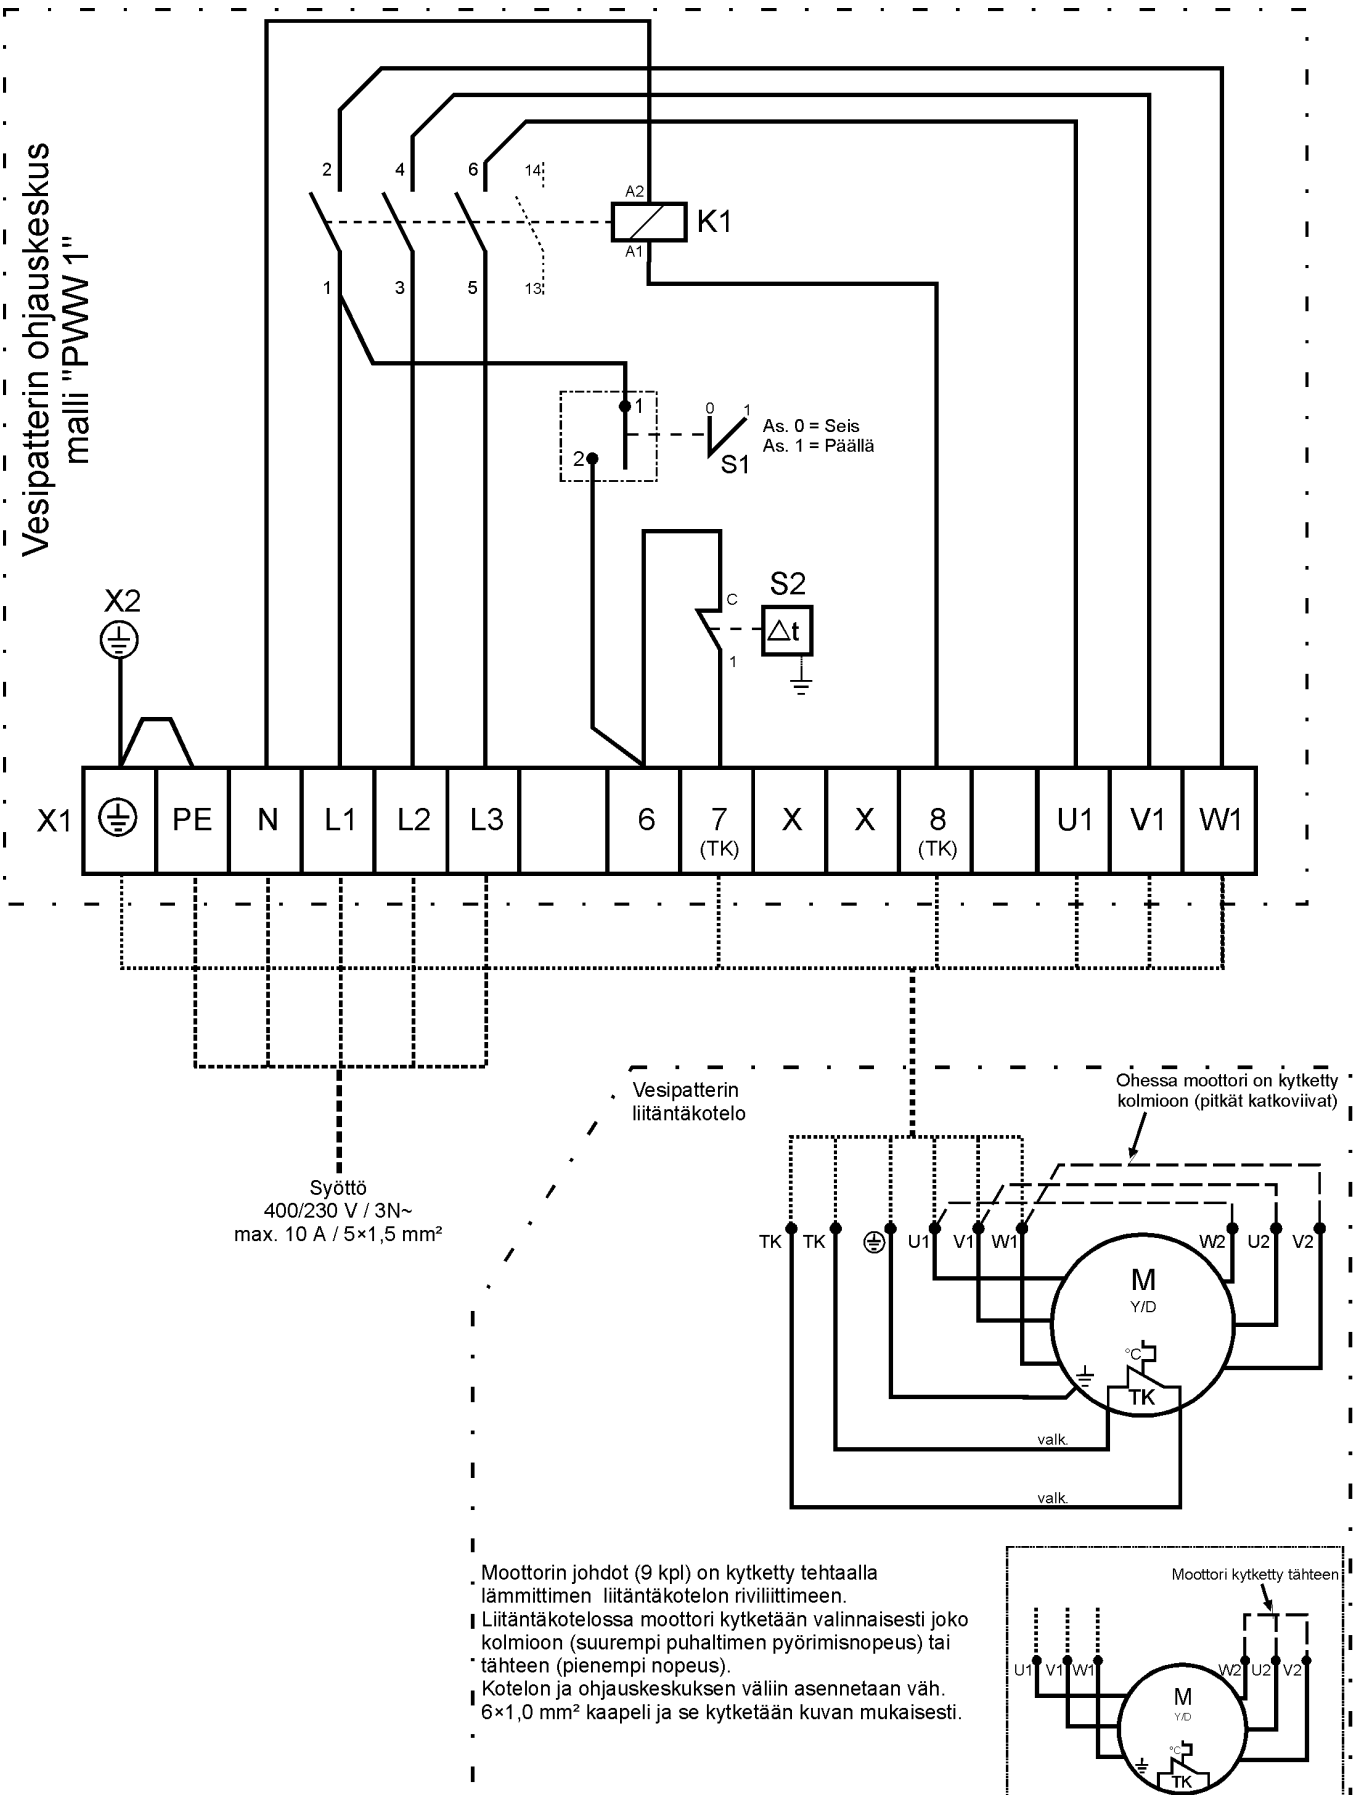 Vesipatterin ohjauskeskus
malli "PWW 1"
2
4
6
14
A2
K1
A1
1
3
5
13
1
2
0
1
S1
As. 0 = Seis
As. 1 = Päällä
S2
C
△t
1
X2
X1
PE
N
L1
L2
L3
6
7
(TK)
X
X
8
(TK)
U1
V1
W1
Syöttö
400/230 V / 3N~
max. 10 A / 5×1,5 mm²
Vesipatterin
liitäntäkotelo
Ohessa moottori on kytketty
kolmioon (pitkät katkoviivat)
TK
TK
U1
V1
W1
W2
U2
V2
M
Y/D
°C
TK
valk.
valk.
Moottorin johdot (9 kpl) on kytketty tehtaalla
lämmittimen liitäntäkotelon riviliittimeen.
Liitäntäkotelossa moottori kytketään valinnaisesti joko
kolmioon (suurempi puhaltimen pyörimisnopeus) tai
tähteen (pienempi nopeus).
Kotelon ja ohjauskeskuksen väliin asennetaan väh.
6×1,0 mm² kaapeli ja se kytketään kuvan mukaisesti.
Moottori kytketty tähteen
U1
V1
W1
W2
U2
V2
M
Y/D
°C
TK